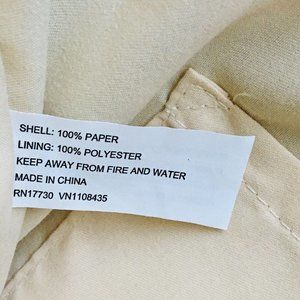 SHELL: 100% PAPER
LINING: 100% POLYESTER
KEEP AWAY FROM FIRE AND WATER
MADE IN CHINA
RN17730 VN1108435